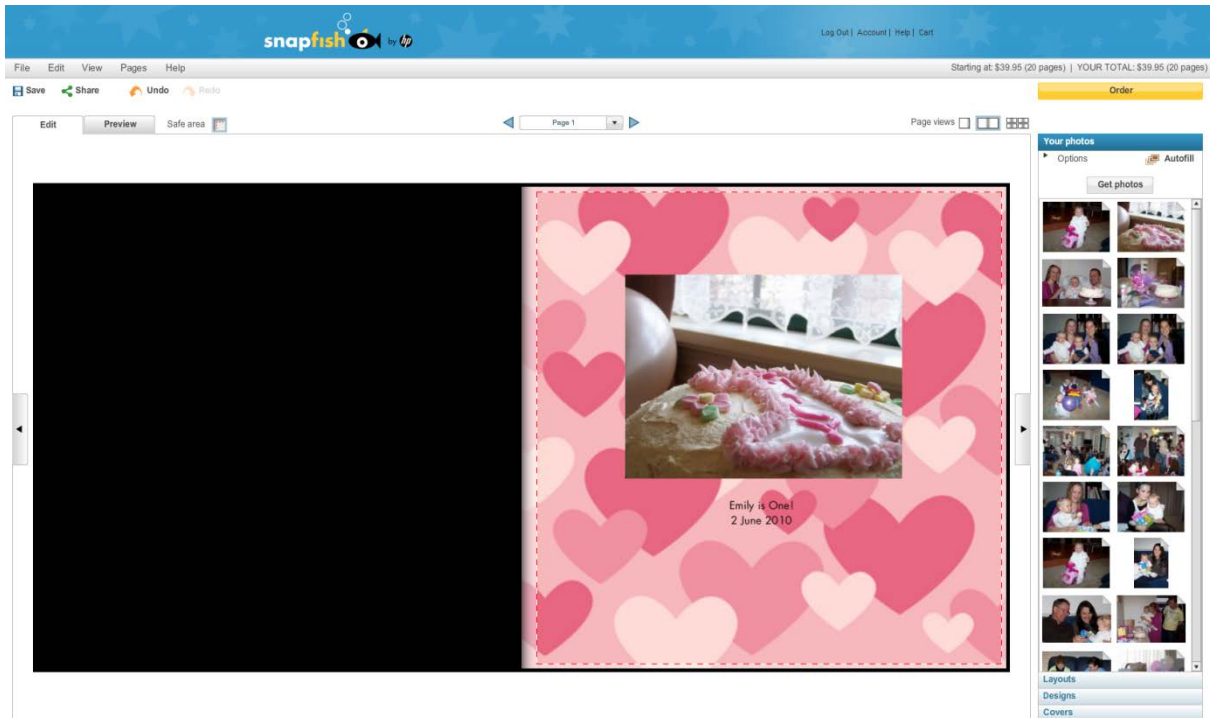 snapfish by hp
Log Out | Account | Help | Cart
File Edit View Pages Help
Starting at: $39.95 (20 pages) | YOUR TOTAL: $39.95 (20 pages)
Save Share Undo Redo
Order
Edit Preview Safe area
Page 1
Page views
Your photos
Options Autofill
Get photos
Emily is One!
2 June 2010
Layouts
Designs
Covers